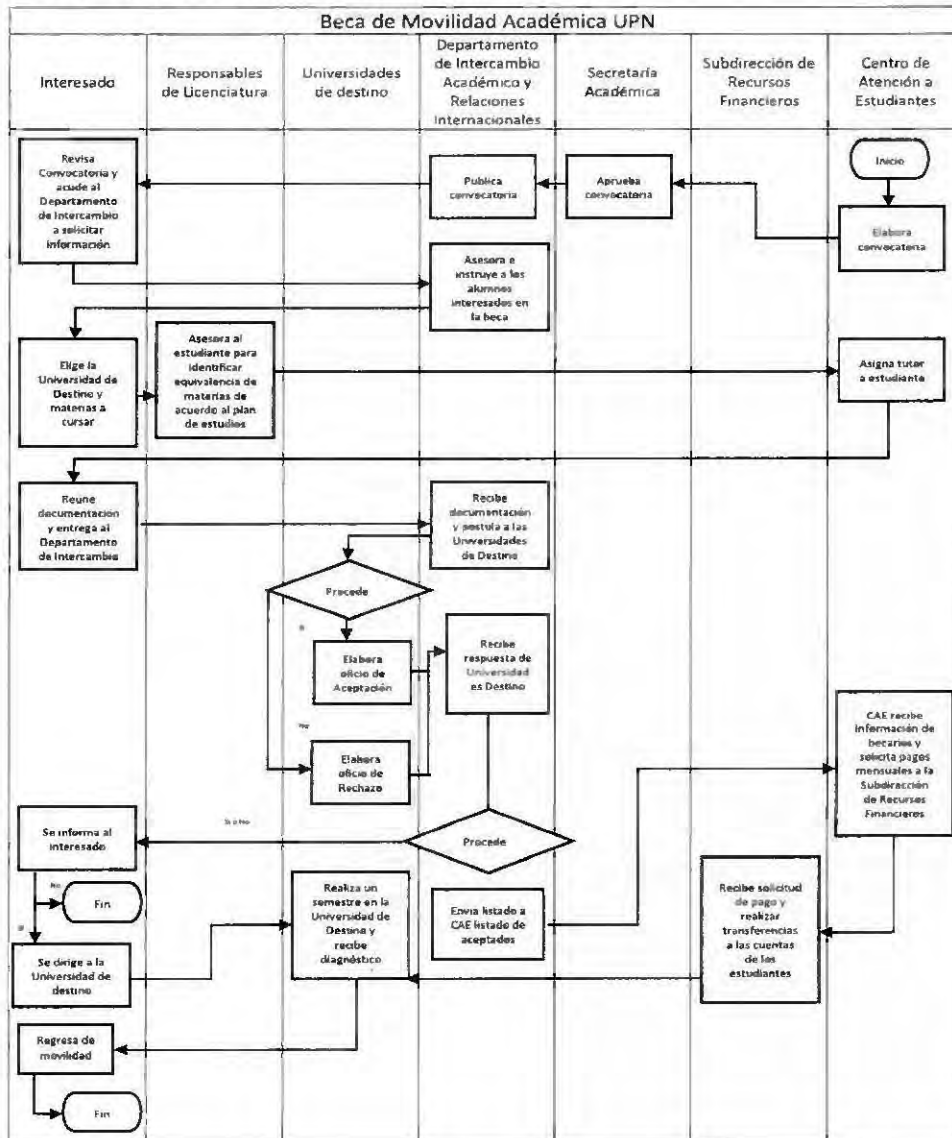 Beca de Movilidad Académica UPN
Interesado
Responsables
de Licenciatura
Universidades
de destino
Departamento
de Intercambio
Académico y
Relaciones
Internacionales
Secretaría
Académica
Subdirección de
Recursos
Financieros
Centro de
Atención a
Estudiantes
Revisa
Convocatoria y
acude al
Departamento
de Intercambio
a solicitar
información
Publica
convocatoria
Aprueba
convocatoria
Inicio
Elabora
convocatoria
Asesora e
instruye a los
alumnos
interesados en
la beca
Elige la
Universidad de
Destino y
materias a
cursar
Asesora al
estudiante para
identificar
equivalencia de
materias de
acuerdo al plan
de estudios
Asigna tutor
a estudiante
Reune
documentación
y entrega al
Departamento
de Intercambio
Recibe
documentación
y postula a las
Universidades
de Destino
Procede
Si
Elabora
oficio de
Aceptación
Recibe
respuesta de
Universidad
es Destino
No
Elabora
oficio de
Rechazo
CAE recibe
información de
becarios y
solicita pagos
mensuales a la
Subdirección
de Recursos
Financieros
Se informa al
interesado
Si o No
Procede
No
Fin
Si
Realiza un
semestre en la
Universidad de
Destino y
recibe
diagnóstico
Envia listado a
CAE listado de
aceptados
Recibe solicitud
de pago y
realizar
transferencias
a las cuentas
de los
estudiantes
Se dirige a la
Universidad de
destino
Regresa de
movilidad
Fin